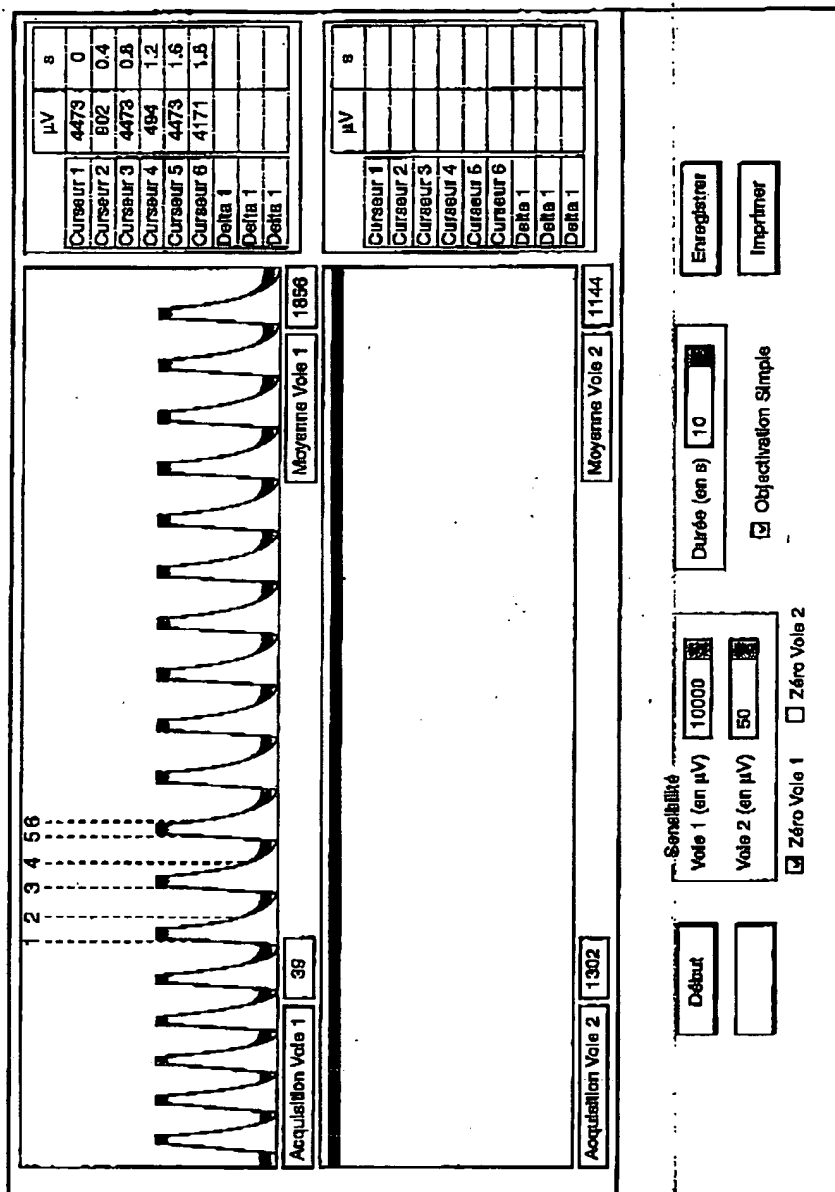 1 2 3 4 5 6
µV s
Curseur 1 4473 0
Curseur 2 902 0.4
Curseur 3 4473 0.8
Curseur 4 494 1.2
Curseur 5 4473 1.6
Curseur 6 4171 1.8
Delta 1
Delta 1
Delta 1
Acquisition Voie 1 39
Moyenne Voie 1 1856
µV s
Curseur 1
Curseur 2
Curseur 3
Curseur 4
Curseur 5
Curseur 6
Delta 1
Delta 1
Delta 1
Acquisition Voie 2 1302
Moyenne Voie 2 1144
Début
Sensibilité
Voie 1 (en µV) 10000
Voie 2 (en µV) 50
Zéro Voie 1
Zéro Voie 2
Durée (en s) 10
Objectivation Simple
Enregistrer
Imprimer